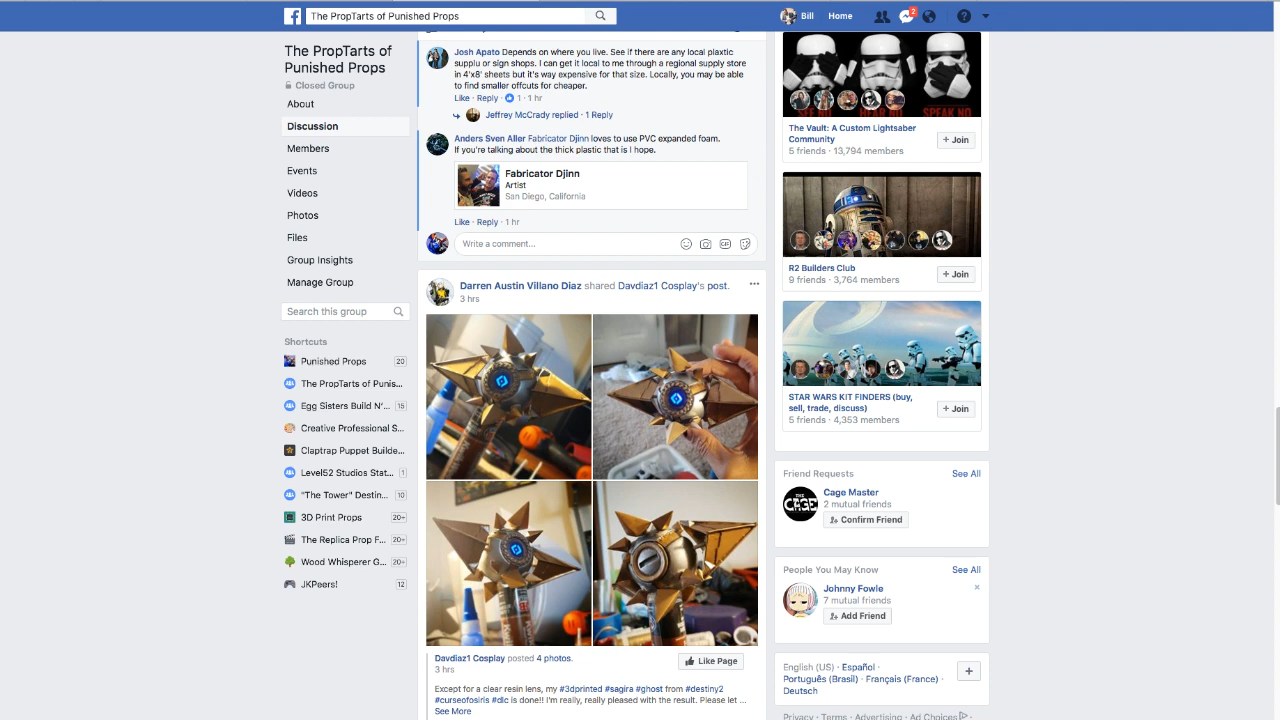 The PropTarts of Punished Props
Bill
Home
2
The PropTarts of
Punished Props
Closed Group
About
Discussion
Members
Events
Videos
Photos
Files
Group Insights
Manage Group
Search this group
Shortcuts
Punished Props 20
The PropTarts of Punis...
Egg Sisters Build N'... 15
Creative Professional S...
Claptrap Puppet Builde...
Level52 Studios Stat... 1
"The Tower" Destin... 10
3D Print Props 20+
The Replica Prop F... 20+
Wood Whisperer G... 20+
JKPeers! 12
Josh Apato Depends on where you live. See if there are any local plaxtic
supplu or sign shops. I can get it local to me through a regional supply store
in 4'x8' sheets but it's way expensive for that size. Locally, you may be able
to find smaller offcuts for cheaper.
Like · Reply · 1 · 1 hr
Jeffrey McCrady replied · 1 Reply
Anders Sven Aller Fabricator Djinn loves to use PVC expanded foam.
If you're talking about the thick plastic that is I hope.
Fabricator Djinn
Artist
San Diego, California
Like · Reply · 1 hr
Write a comment...
GIF
Darren Austin Villano Diaz shared Davdiaz1 Cosplay's post.
3 hrs
Davdiaz1 Cosplay posted 4 photos.
3 hrs
Like Page
Except for a clear resin lens, my #3dprinted #sagira #ghost from #destiny2
#curseofosiris #dlc is done!! I'm really, really pleased with the result. Please let ...
See More
SEE NO HEAR NO SPEAK NO
The Vault: A Custom Lightsaber
Community
5 friends · 13,794 members
+ Join
R2 Builders Club
9 friends · 3,764 members
+ Join
STAR WARS KIT FINDERS (buy,
sell, trade, discuss)
5 friends · 4,353 members
+ Join
Friend Requests See All
THE CAGE
Cage Master
2 mutual friends
Confirm Friend
People You May Know See All
Johnny Fowle
7 mutual friends
Add Friend
English (US) · Español ·
Português (Brasil) · Français (France) ·
Deutsch
Privacy · Terms · Advertising · Ad Choices ·